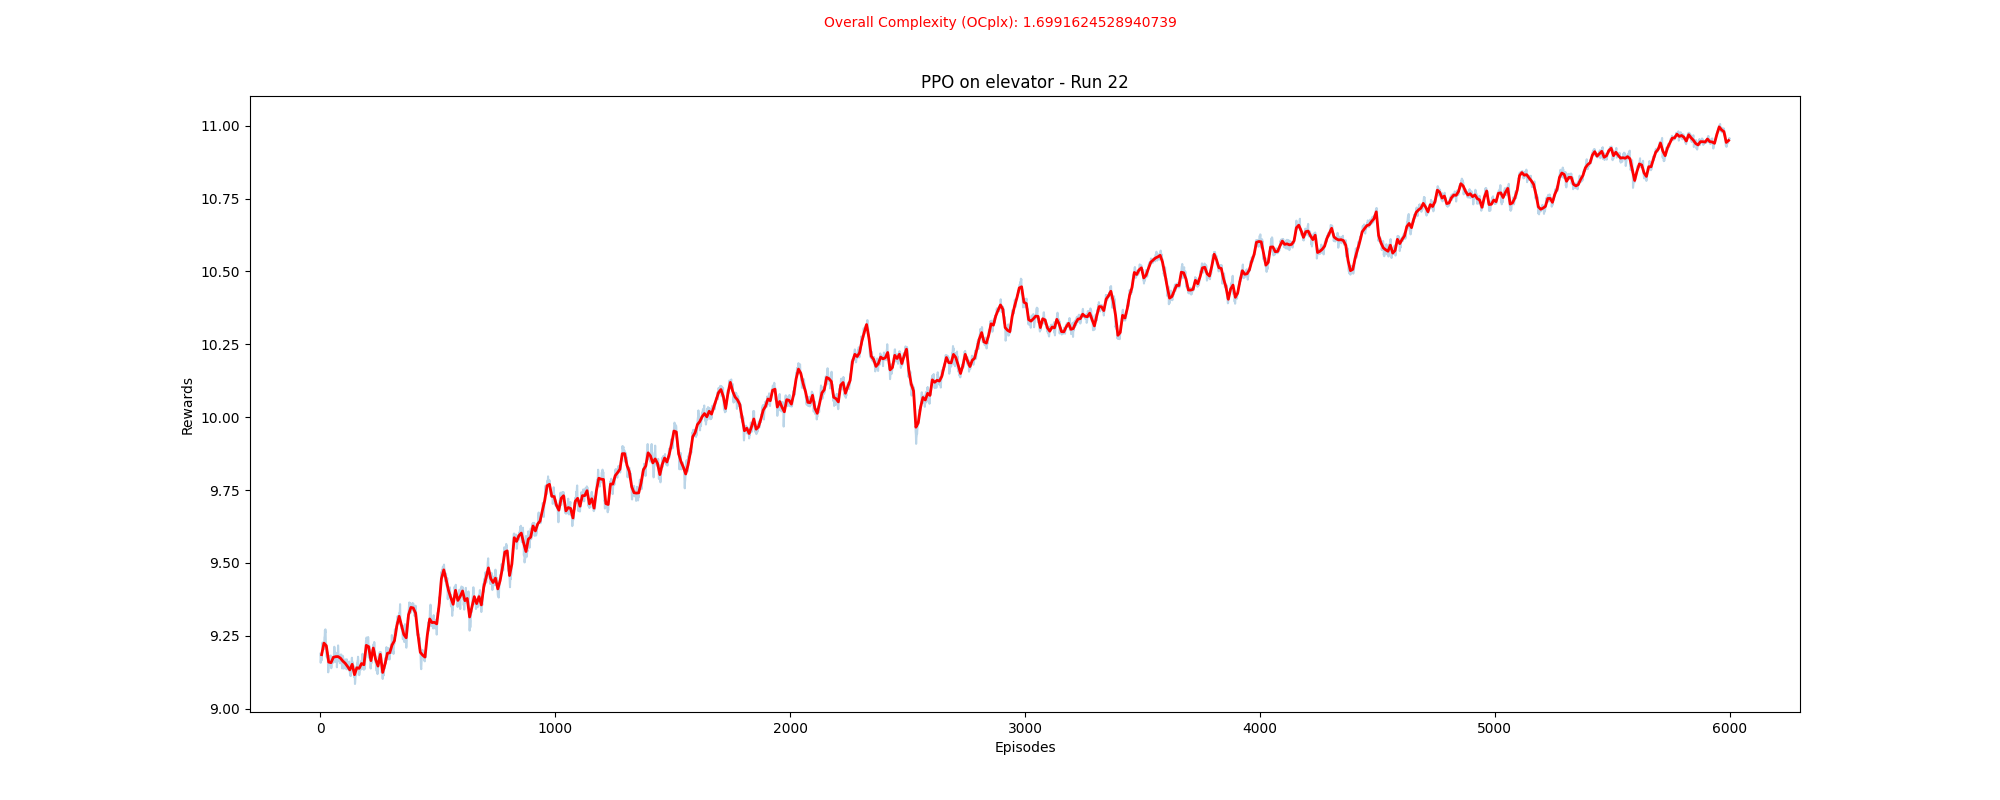 Overall Complexity (OCplx): 1.6991624528940739
PPO on elevator - Run 22
11.00
10.75
10.50
10.25
10.00
9.75
9.50
9.25
9.00
Rewards
0 1000 2000 3000 4000 5000 6000
Episodes